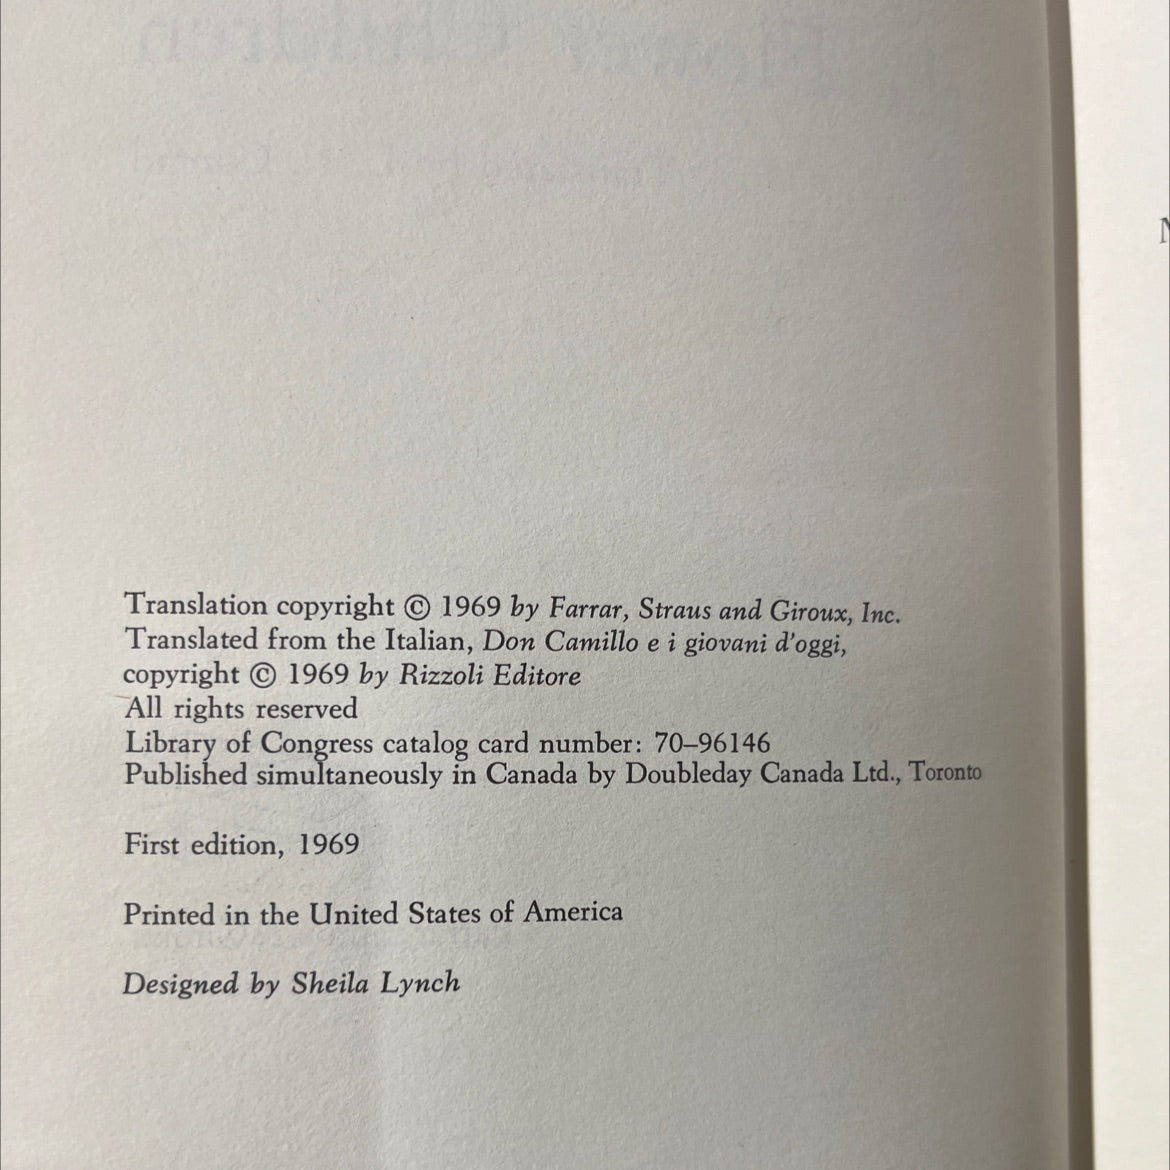 Translation copyright © 1969 by Farrar, Straus and Giroux, Inc.
Translated from the Italian, Don Camillo e i giovani d'oggi,
copyright © 1969 by Rizzoli Editore
All rights reserved
Library of Congress catalog card number: 70–96146
Published simultaneously in Canada by Doubleday Canada Ltd., Toronto
First edition, 1969
Printed in the United States of America
Designed by Sheila Lynch